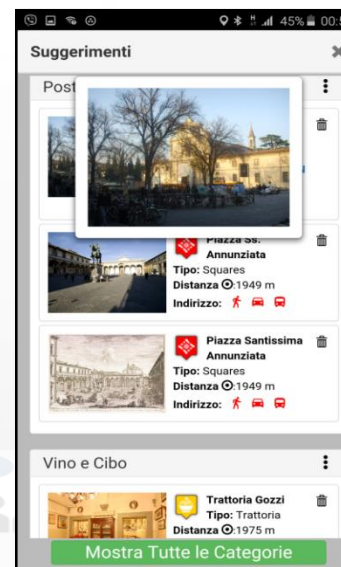 45% 00:5
Suggerimenti
Post
Piazza Ss.
Annunziata
Tipo: Squares
Distanza :1949 m
Indirizzo:
Piazza Santissima
Annunziata
Tipo: Squares
Distanza :1949 m
Indirizzo:
Vino e Cibo
Trattoria Gozzi
Tipo: Trattoria
Distanza :1975 m
Mostra Tutte le Categorie